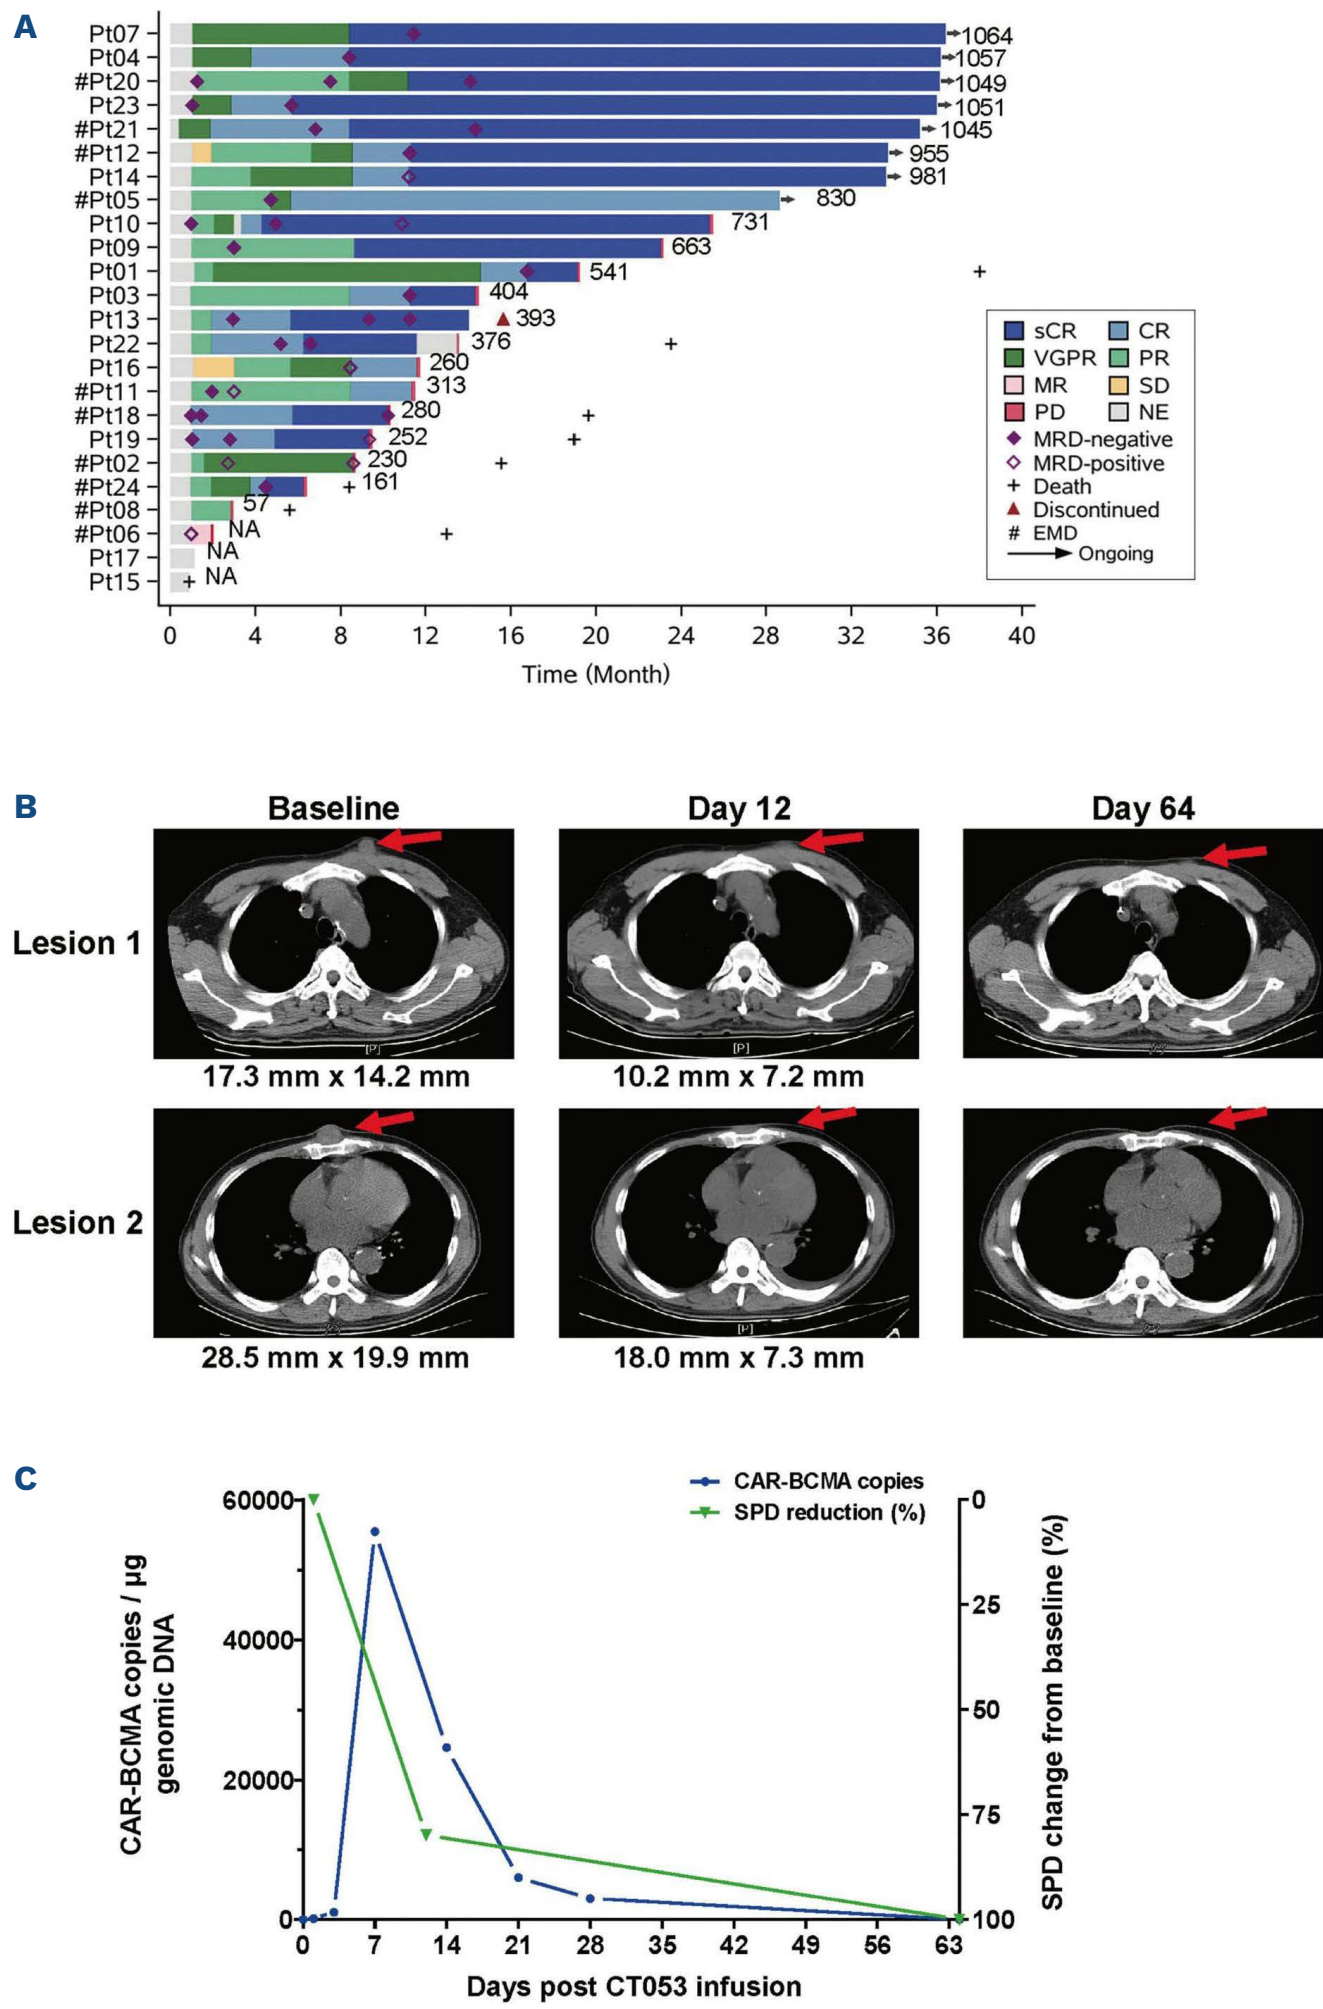 A
Pt07
1064
Pt04
1057
#Pt20
1049
Pt23
1051
#Pt21
1045
#Pt12
955
Pt14
981
#Pt05
830
Pt10
731
Pt09
663
Pt01
541
Pt03
404
Pt13
393
Pt22
376
Pt16
260
#Pt11
313
#Pt18
280
Pt19
252
#Pt02
230
#Pt24
161
#Pt08
57
#Pt06
NA
Pt17
NA
Pt15
NA
sCR CR
VGPR PR
MR SD
PD NE
MRD-negative
MRD-positive
+ Death
Discontinued
# EMD
Ongoing
0 4 8 12 16 20 24 28 32 36 40
Time (Month)
B
Baseline Day 12 Day 64
Lesion 1
[P] [P]
17.3 mm x 14.2 mm 10.2 mm x 7.2 mm
Lesion 2
[P]
28.5 mm x 19.9 mm 18.0 mm x 7.3 mm
C
CAR-BCMA copies
SPD reduction (%)
CAR-BCMA copies / µg
genomic DNA
60000
40000
20000
0
0
25
50
75
100
SPD change from baseline (%)
0 7 14 21 28 35 42 49 56 63
Days post CT053 infusion